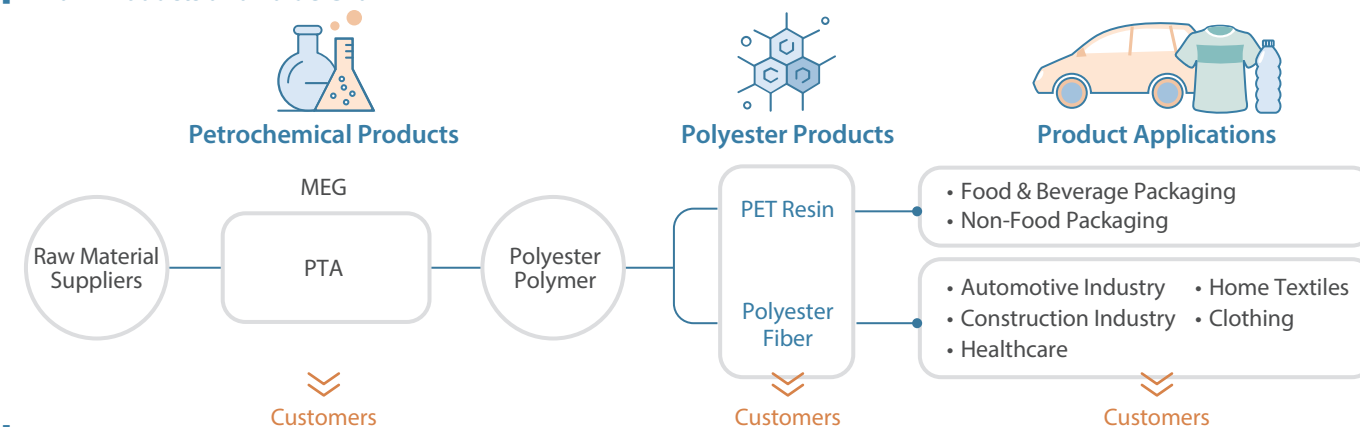 Petrochemical Products
Polyester Products
Product Applications
MEG
Raw Material
Suppliers
PTA
Polyester
Polymer
PET Resin
Polyester
Fiber
• Food & Beverage Packaging
• Non-Food Packaging
• Automotive Industry
• Home Textiles
• Construction Industry
• Clothing
• Healthcare
Customers
Customers
Customers